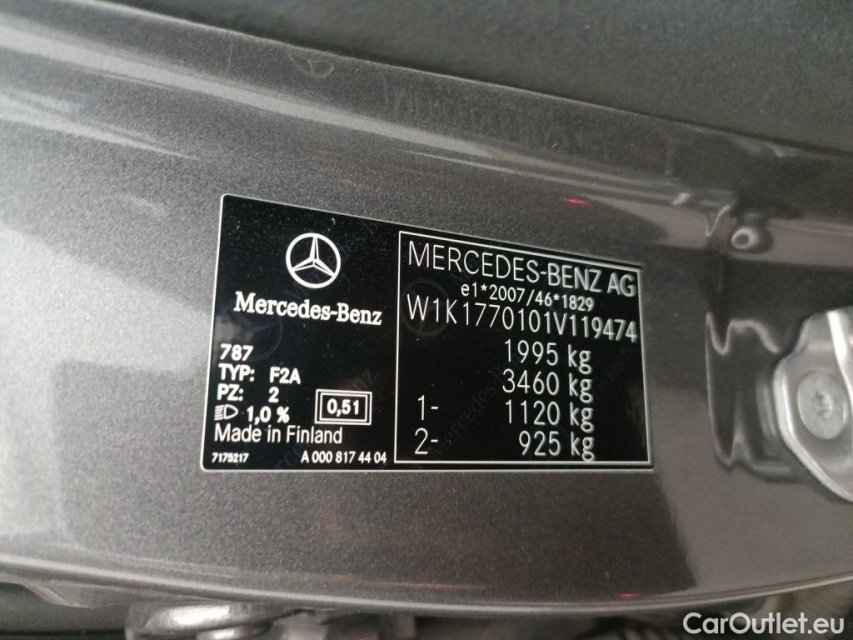 Mercedes-Benz
787
TYP: F2A
PZ: 2
1,0 %
0,51
Made in Finland
7175217
A 000 817 44 04
MERCEDES-BENZ AG
e1*2007/46*1829
W1K1770101V119474
1995 kg
3460 kg
1- 1120 kg
2- 925 kg
CarOutlet.eu